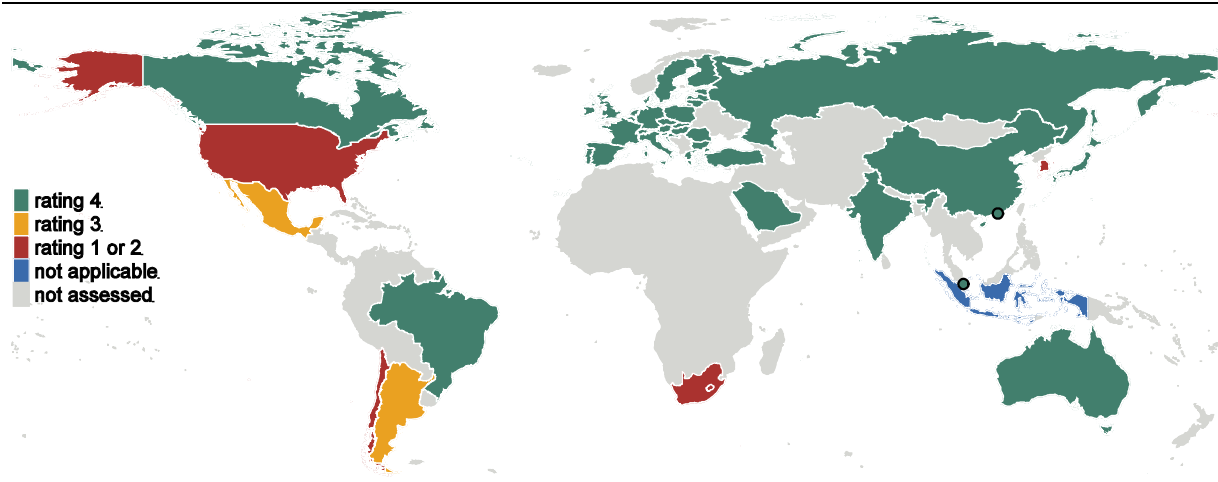 rating 4.
rating 3.
rating 1 or 2.
not applicable.
not assessed.